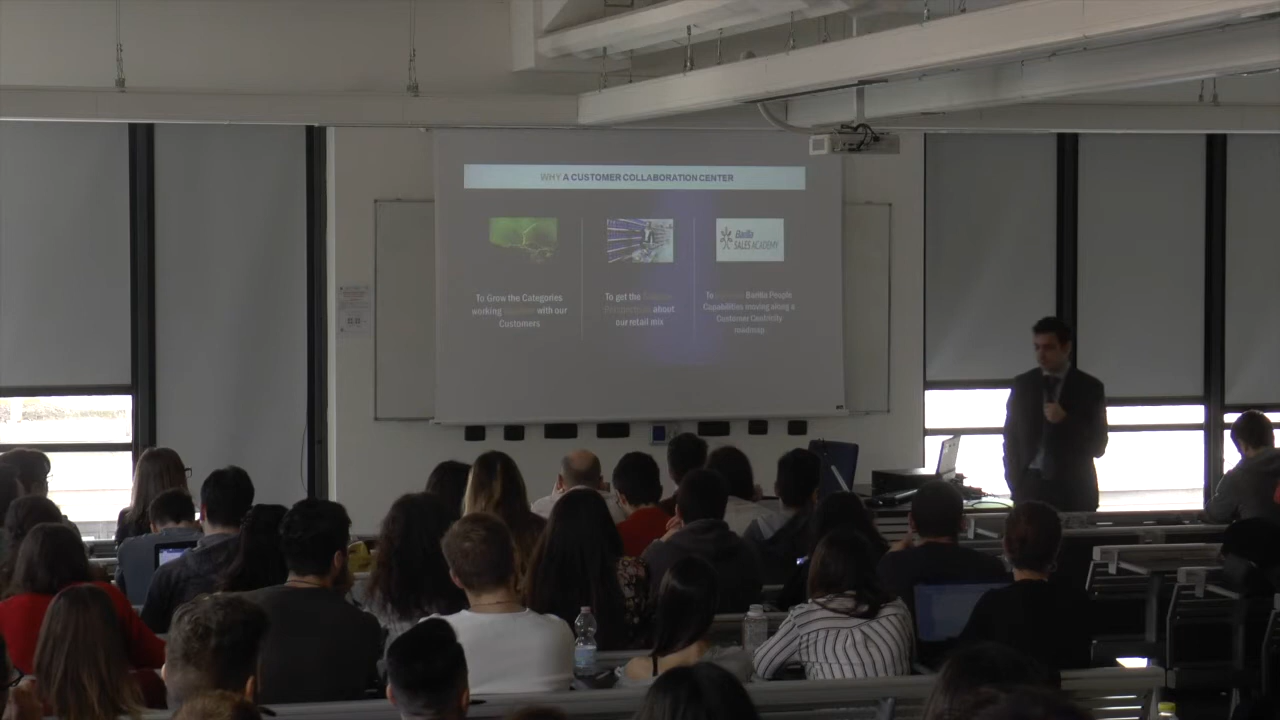 WHY A CUSTOMER COLLABORATION CENTER
Barilla
SALES ACADEMY
To Grow the Categories
working with our
Customers
To get the
about
our retail mix
To Barilla People
Capabilities moving along a
Customer Centricity
roadmap